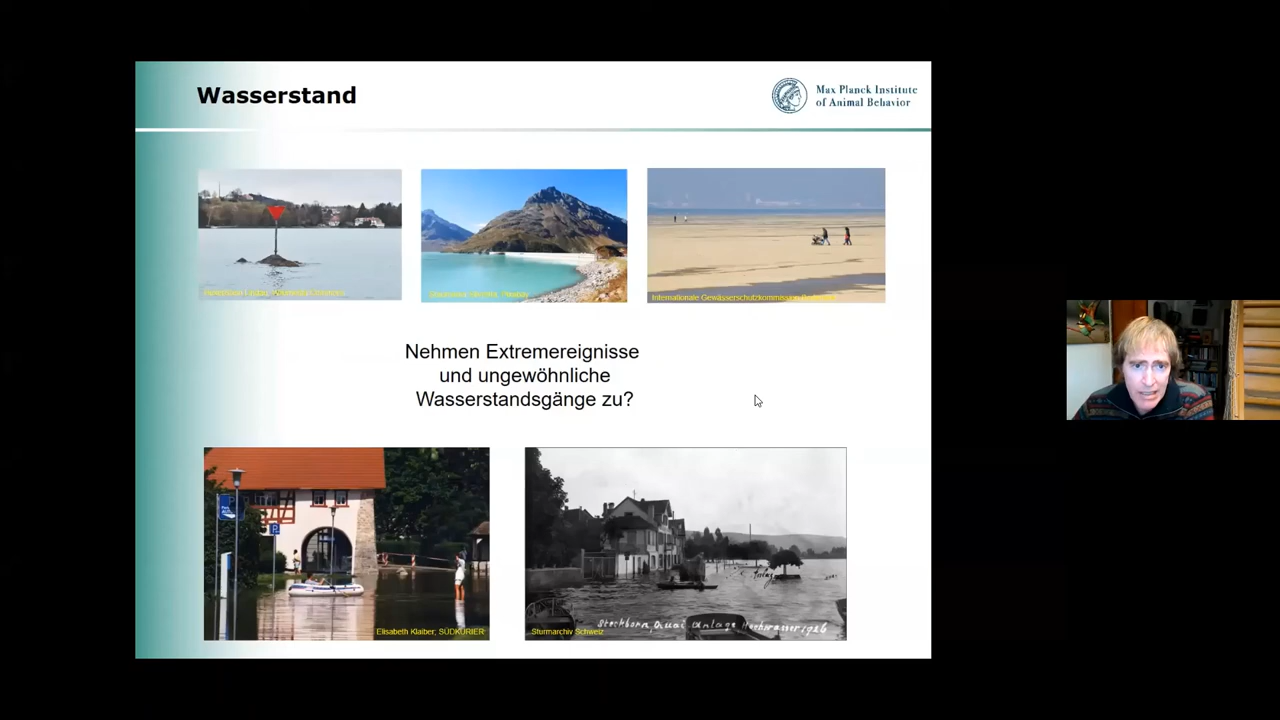 Wasserstand
Max Planck Institute
of Animal Behavior
Internationale Gewässerschutzkommission
Nehmen Extremereignisse
und ungewöhnliche
Wasserstandsgänge zu?
P
Elisabeth Klaiber; SÜDKURIER
Sturmarchiv Schweiz
Steckborn, Quai Anlage Hochwasser 1926